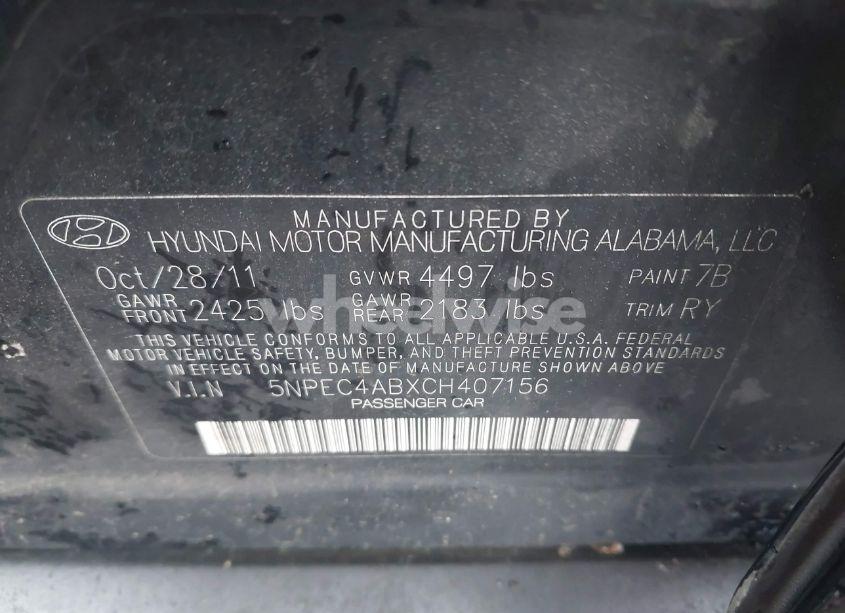 MANUFACTURED BY
HYUNDAI MOTOR MANUFACTURING ALABAMA, LLC
Oct/28/11 GVWR 4497 lbs PAINT 7B
GAWR FRONT 2425 lbs GAWR REAR 2183 lbs TRIM RY
wheelwise
THIS VEHICLE CONFORMS TO ALL APPLICABLE U.S.A. FEDERAL
MOTOR VEHICLE SAFETY, BUMPER, AND THEFT PREVENTION STANDARDS
IN EFFECT ON THE DATE OF MANUFACTURE SHOWN ABOVE
V.I.N 5NPEC4ABXCH407156
PASSENGER CAR